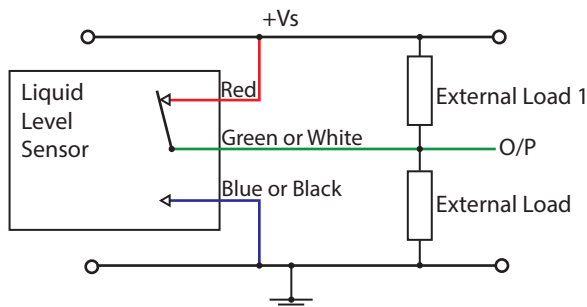 +Vs
Liquid
Level
Sensor
Red
External Load 1
Green or White
O/P
Blue or Black
External Load